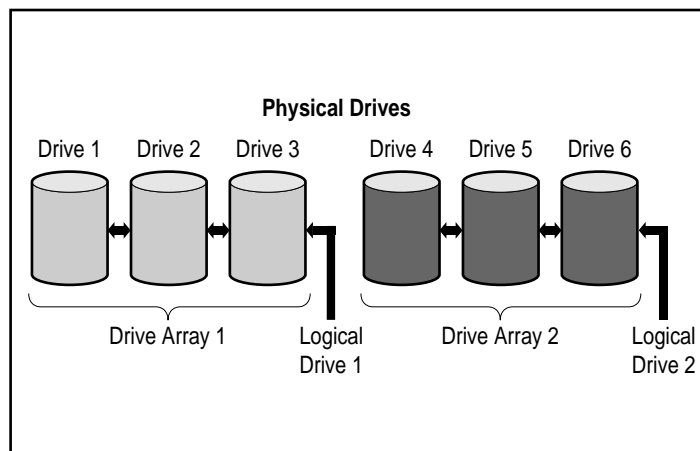 Physical Drives
Drive 1 Drive 2 Drive 3 Drive 4 Drive 5 Drive 6
Drive Array 1
Logical
Drive 1
Drive Array 2
Logical
Drive 2